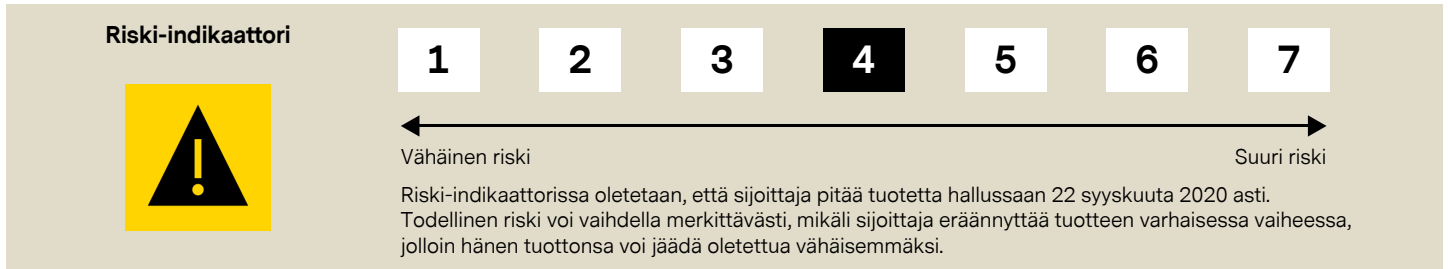 Riski-indikaattori
1 2 3 4 5 6 7
Vähäinen riski Suuri riski
Riski-indikaattorissa oletetaan, että sijoittaja pitää tuotetta hallussaan 22 syyskuuta 2020 asti.
Todellinen riski voi vaihdella merkittävästi, mikäli sijoittaja eräännyttää tuotteen varhaisessa vaiheessa,
jolloin hänen tuottonsa voi jäädä oletettua vähäisemmäksi.